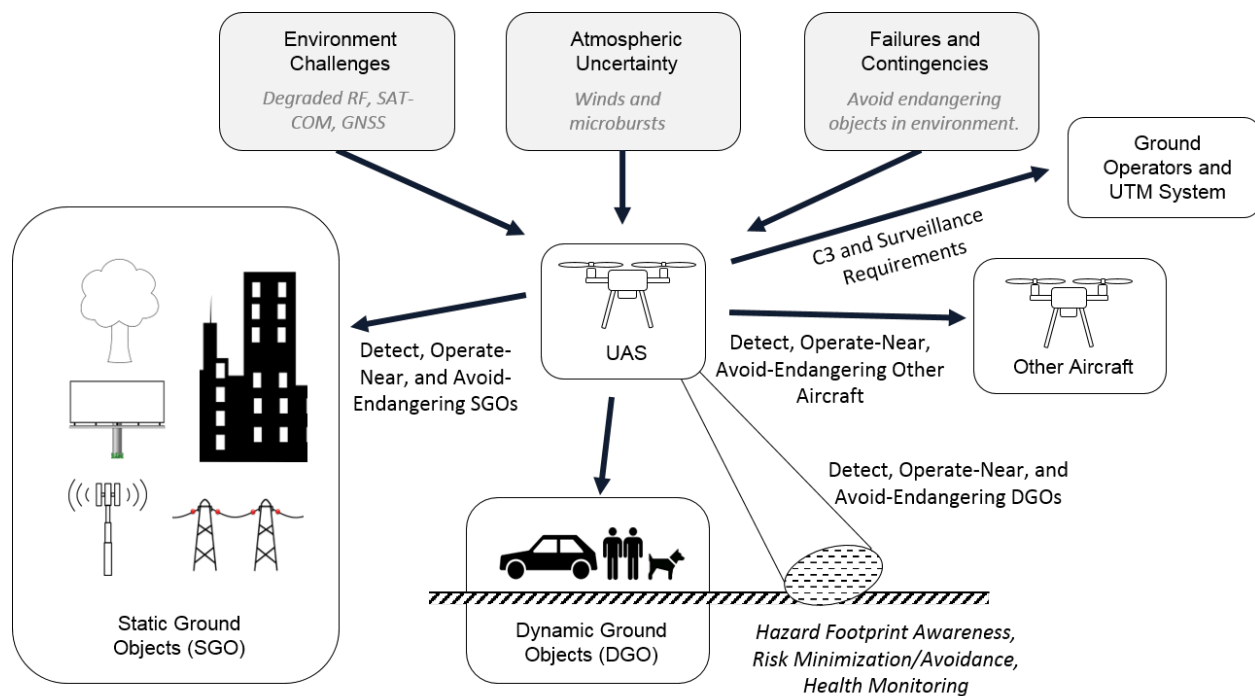 Environment
Challenges
Degraded RF, SAT-
COM, GNSS
Atmospheric
Uncertainty
Winds and
microbursts
Failures and
Contingencies
Avoid endangering
objects in environment.
Ground
Operators and
UTM System
C3 and Surveillance
Requirements
UAS
Detect, Operate-
Near, and Avoid-
Endangering SGOs
Detect, Operate-Near,
Avoid-Endangering Other
Aircraft
Other Aircraft
Detect, Operate-Near, and
Avoid-Endangering DGOs
Static Ground
Objects (SGO)
Dynamic Ground
Objects (DGO)
Hazard Footprint Awareness,
Risk Minimization/Avoidance,
Health Monitoring